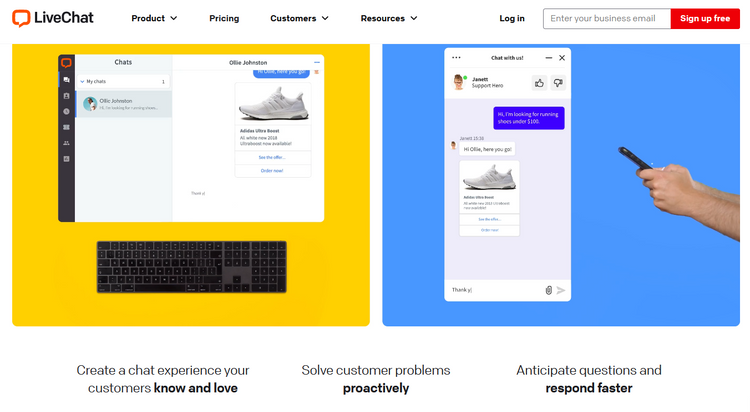 LiveChat
Product
Pricing
Customers
Resources
Log in
Enter your business email
Sign up free
Chats
My chats
1
Ollie Johnston
Ollie Johnston
Hi Ollie, here you go!
Adidas Ultra Boost
All white new 2018
Ultraboost now available!
See the offer...
Order now!
Thank y
Chat with us!
Janett
Support Hero
Hi, I'm looking for running
shoes under $100.
Janett 15:36
Hi Ollie, here you go!
Adidas Ultra Boost
All white new 2018 Ultraboost
now available!
See the offer...
Order now!
Thank y
Create a chat experience your
customers know and love
Solve customer problems
proactively
Anticipate questions and
respond faster